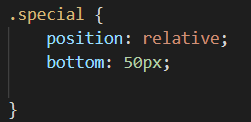 .special {
    position: relative;
    bottom: 50px;

}